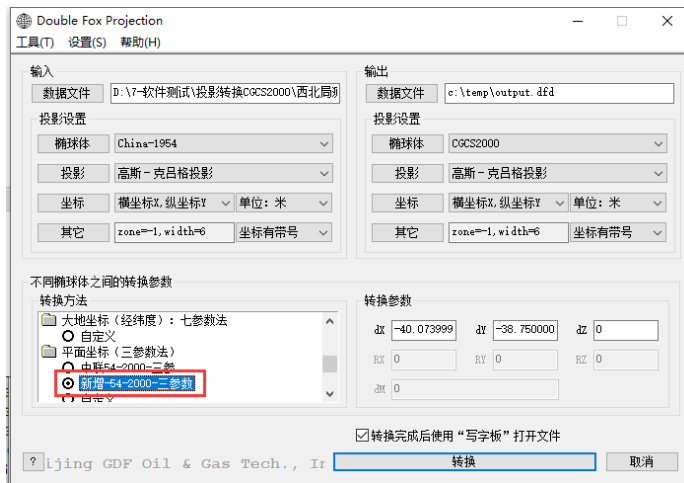 Double Fox Projection
工具(T) 设置(S) 帮助(H)
输入
数据文件 D:\7-软件测试\投影转换CGCS2000\西北局
投影设置
椭球体 China-1954
投影 高斯-克吕格投影
坐标 横坐标X,纵坐标Y 单位: 米
其它 zone=-1,width=6 坐标有带号
输出
数据文件 c:\temp\output.dfd
投影设置
椭球体 CGCS2000
投影 高斯-克吕格投影
坐标 横坐标X,纵坐标Y 单位: 米
其它 zone=-1,width=6 坐标有带号
不同椭球体之间的转换参数
转换方法
大地坐标(经纬度): 七参数法
自定义
平面坐标(三参数法)
中联54-2000-三参
新增-54-2000-三参数
自定义
转换参数
dX -40.073999 dY -38.750000 dZ 0
RX 0 RY 0 RZ 0
dM 0
转换完成后使用“写字板”打开文件
? ijing GDF Oil & Gas Tech., In 转换 取消